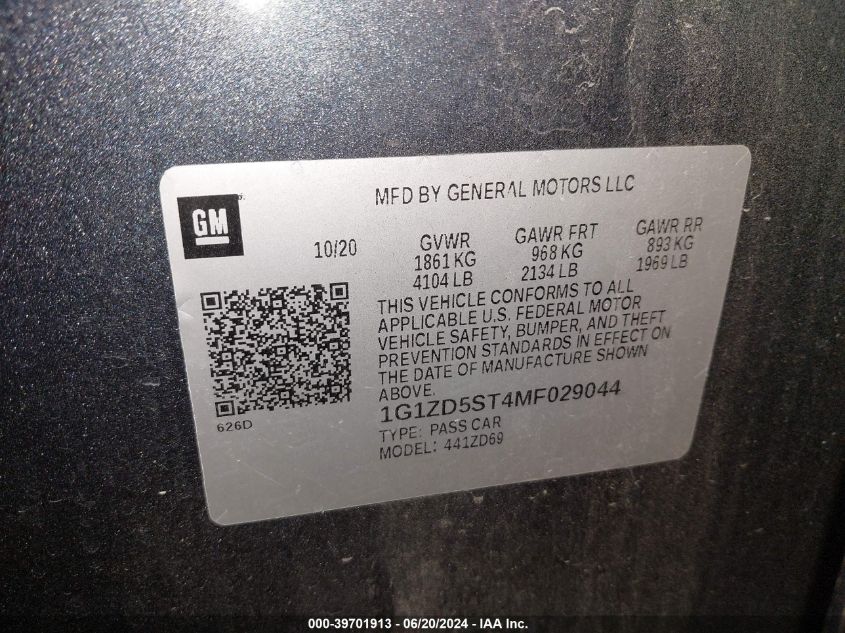 MFD BY GENERAL MOTORS LLC
GM
10/20
GVWR GAWR FRT GAWR RR
1861 KG 968 KG 893 KG
4104 LB 2134 LB 1969 LB
THIS VEHICLE CONFORMS TO ALL
APPLICABLE U.S. FEDERAL MOTOR
VEHICLE SAFETY, BUMPER, AND THEFT
PREVENTION STANDARDS IN EFFECT ON
THE DATE OF MANUFACTURE SHOWN
ABOVE.
626D
1G1ZD5ST4MF029044
TYPE: PASS CAR
MODEL: 441ZD69
000-39701913 - 06/20/2024 - IAA Inc.